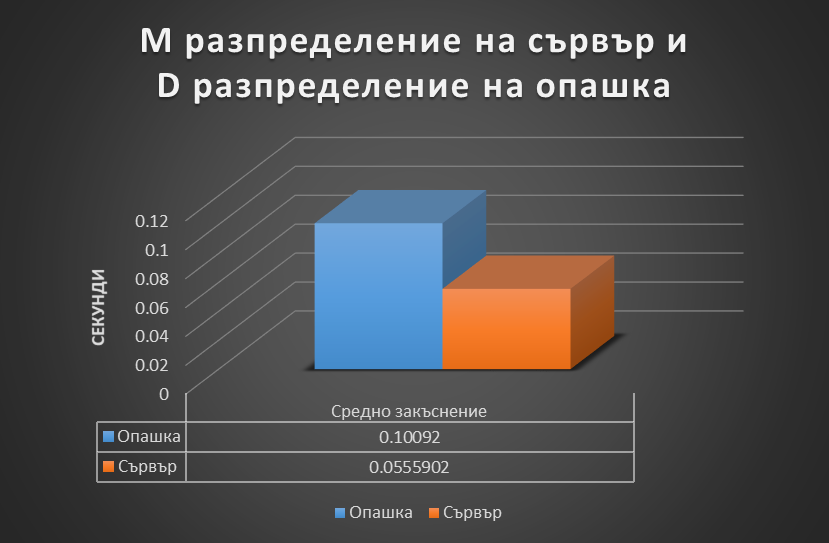 М разпределение на сървър и
D разпределение на опашка
0.12
0.1
0.08
0.06
0.04
0.02
0
СЕКУНДИ
Средно закъснение
Опашка 0.10092
Сървър 0.0555902
Опашка Сървър